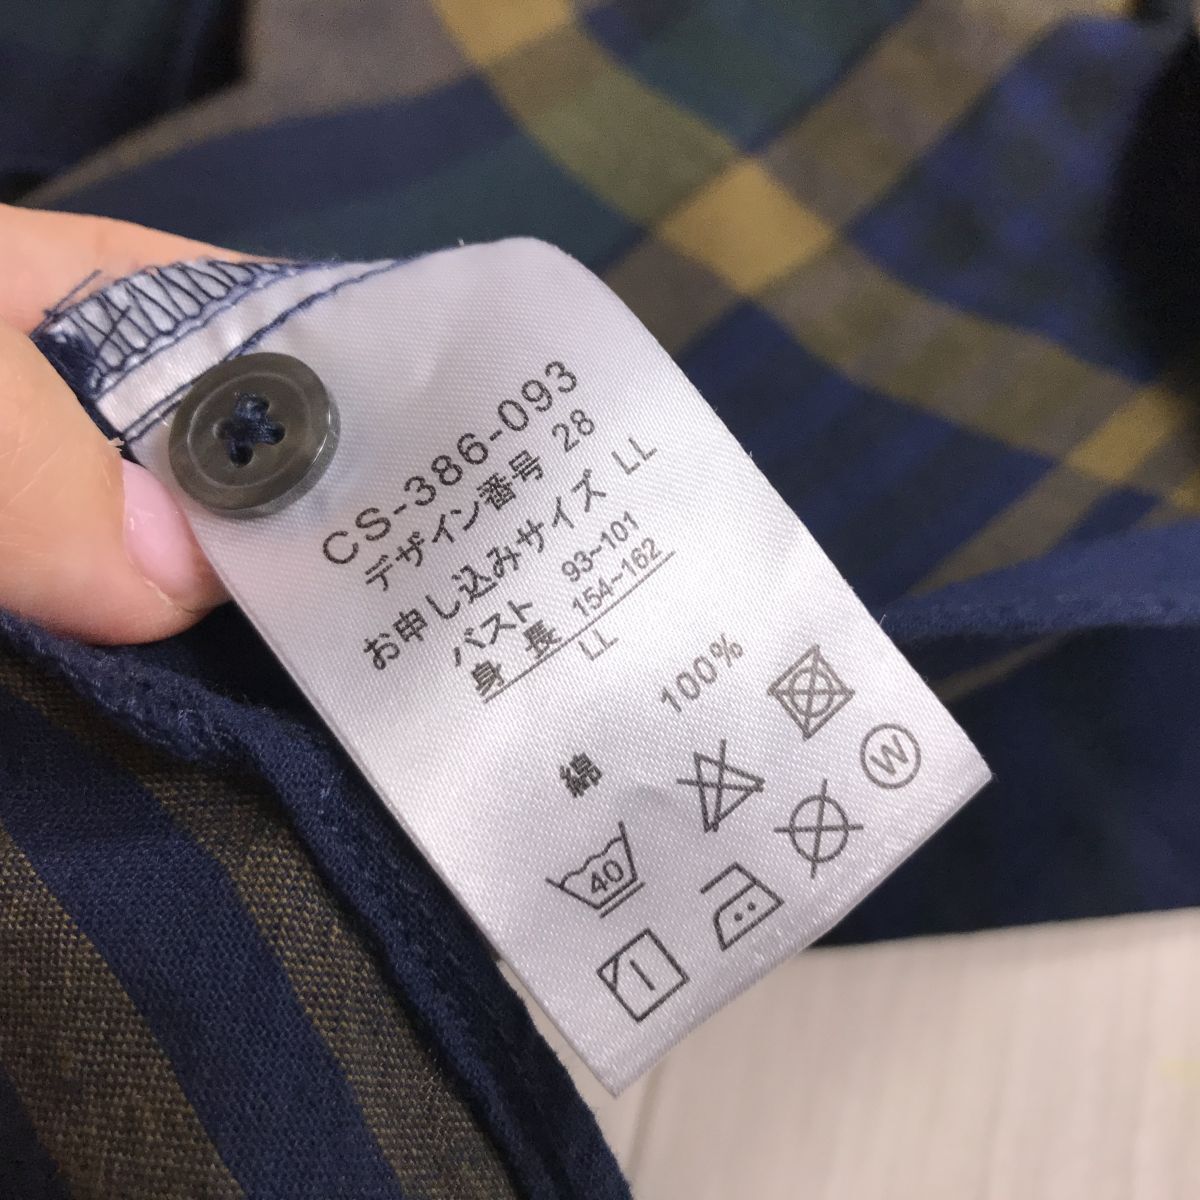 CS-386-093
デザイン番号 28
お申し込みサイズ LL
バスト 93~101
身長 154~162
LL
綿 100%
40
W